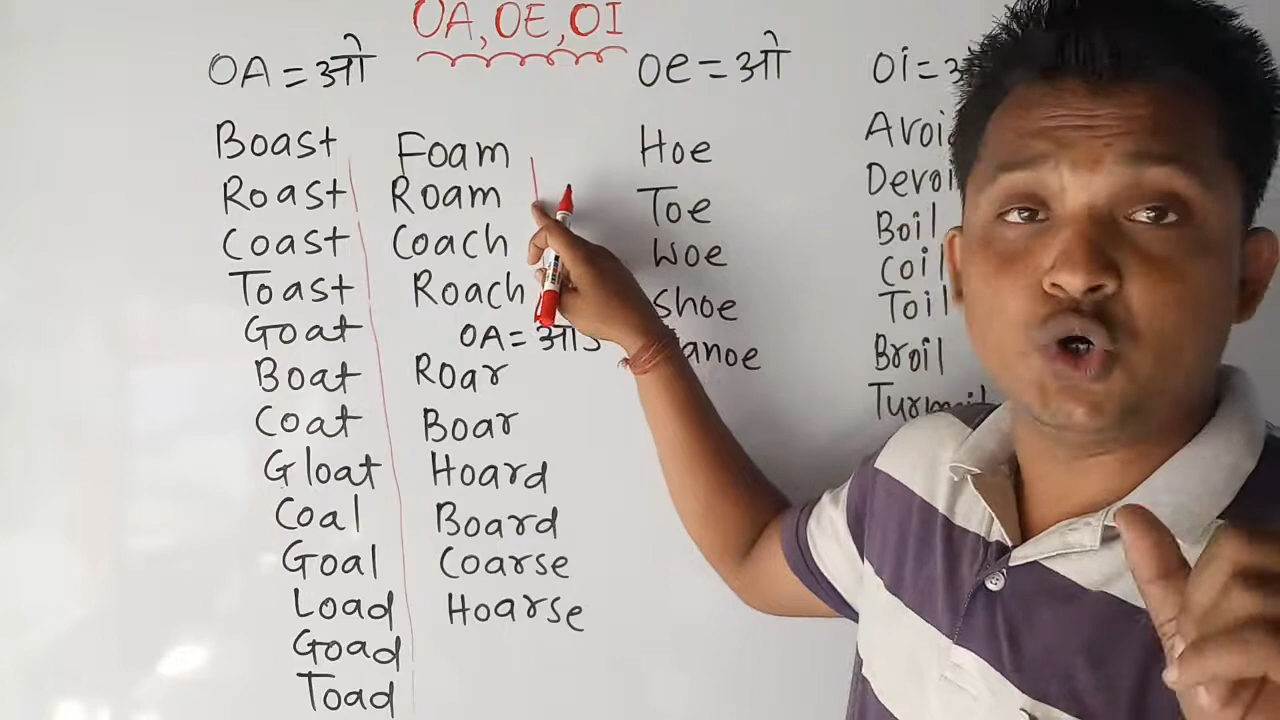 OA, OE, OI
OA = ओ
Boast
Roast
Coast
Toast
Goat
Boat
Coat
Gloat
Coal
Goal
Load
Goad
Toad
Foam
Roam
Coach
Roach
OA =
Roar
Boar
Hoard
Board
Coarse
Hoarse
Oe = ओ
Hoe
Toe
Woe
Shoe
anoe
Oi =
Avoi
Devoi
Boil
Coil
Toil
Broil